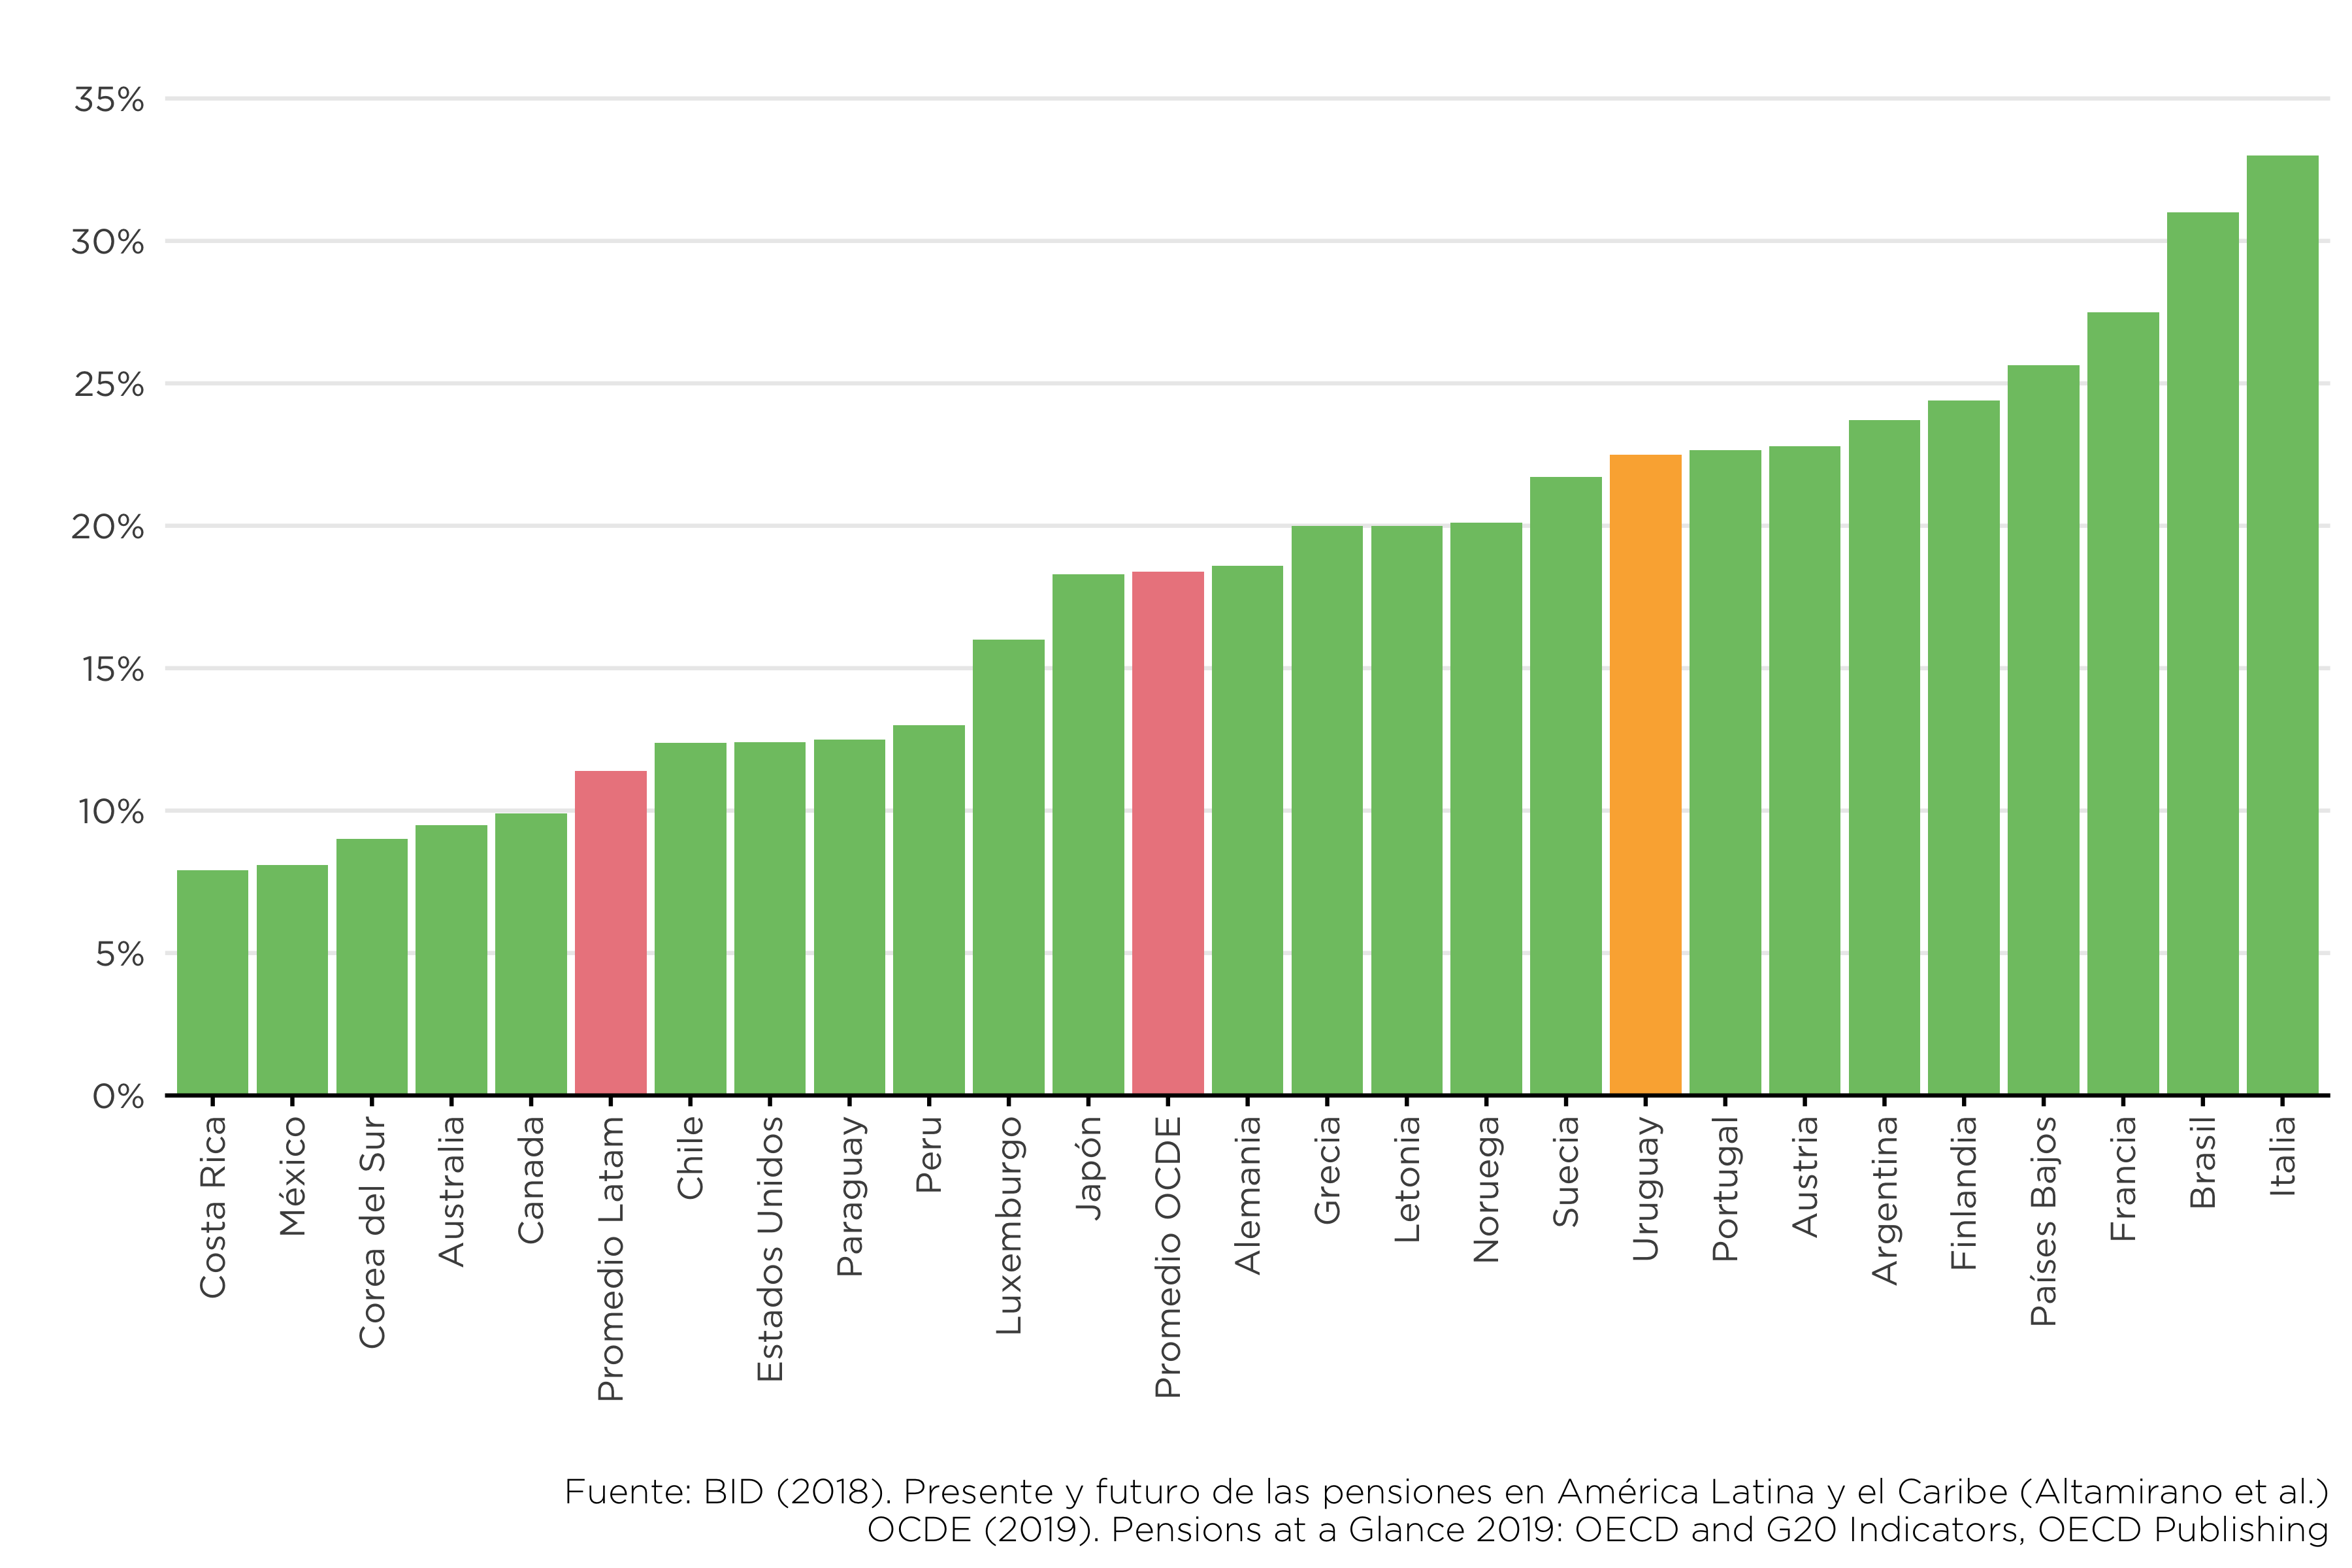 35%
30%
25%
20%
15%
10%
5%
0%
Costa Rica
México
Corea del Sur
Australia
Canada
Promedio Latam
Chile
Estados Unidos
Paraguay
Peru
Luxemburgo
Japón
Promedio OCDE
Alemania
Grecia
Letonia
Noruega
Suecia
Uruguay
Portugal
Austria
Argentina
Finlandia
Países Bajos
Francia
Brasil
Italia
Fuente: BID (2018). Presente y futuro de las pensiones en América Latina y el Caribe (Altamirano et al.)
OCDE (2019). Pensions at a Glance 2019: OECD and G20 Indicators, OECD Publishing